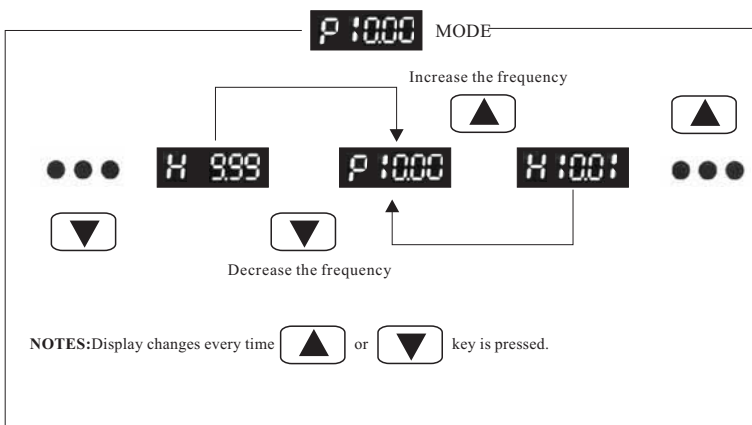 P 10.00 MODE
Increase the frequency
H 9.99 P 10.00 H 10.01
Decrease the frequency
NOTES:Display changes every time or key is pressed.